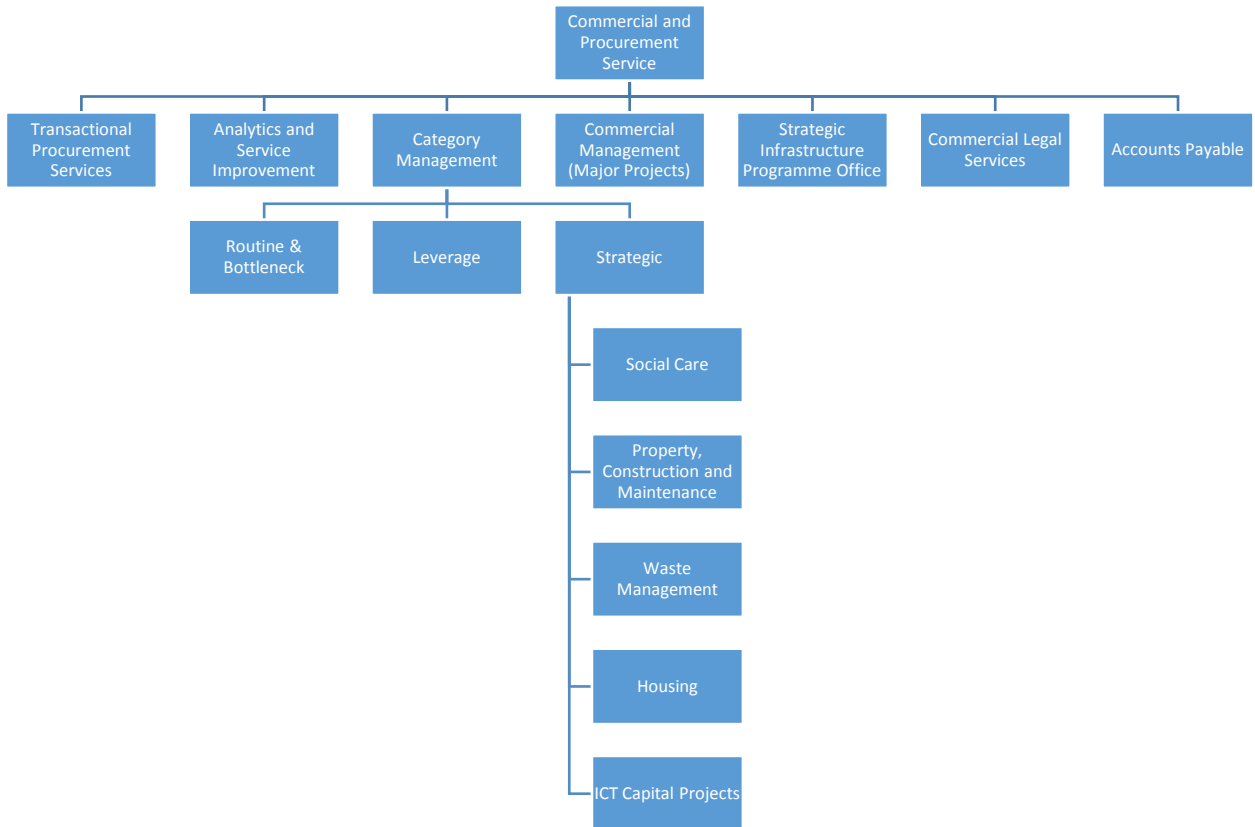 Commercial and
Procurement
Service
Transactional
Procurement
Services
Analytics and
Service
Improvement
Category
Management
Commercial
Management
(Major Projects)
Strategic
Infrastructure
Programme Office
Commercial Legal
Services
Accounts Payable
Routine &
Bottleneck
Leverage
Strategic
Social Care
Property,
Construction and
Maintenance
Waste
Management
Housing
ICT Capital Projects